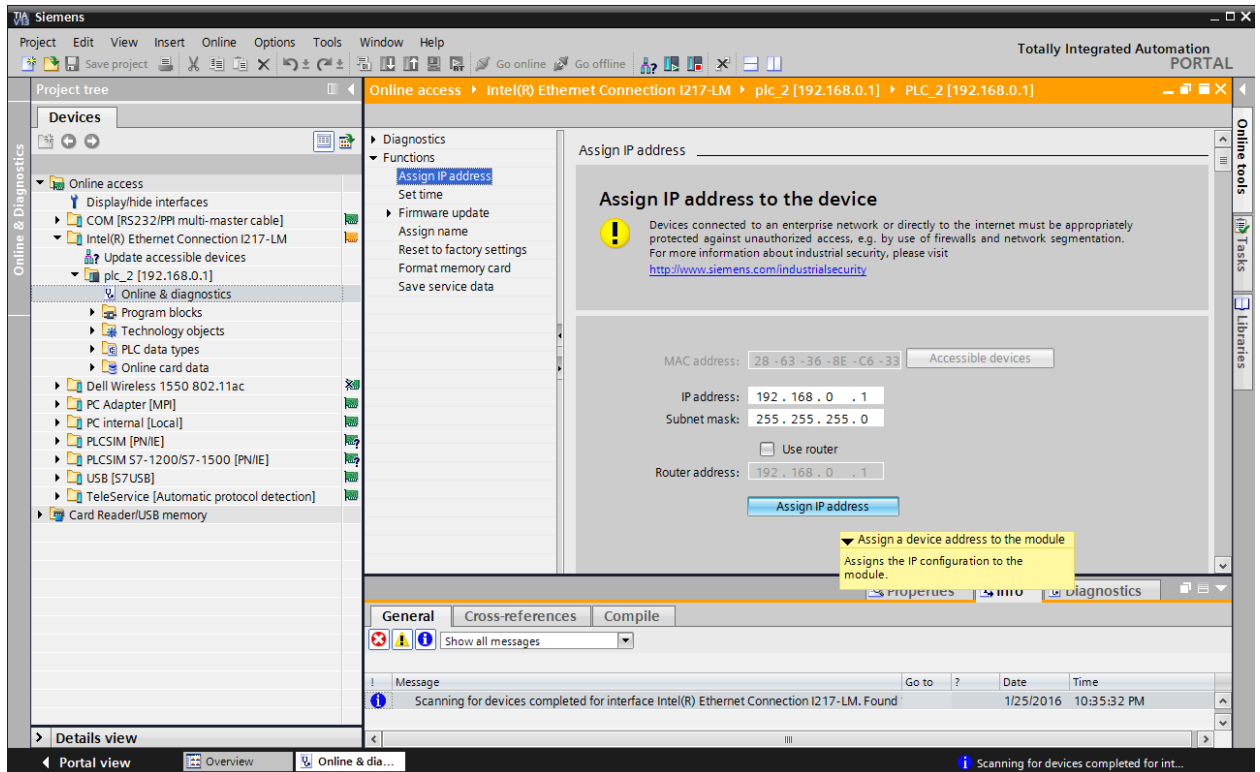 Siemens
Project Edit View Insert Online Options Tools Window Help
Save project Go online Go offline
Totally Integrated Automation
PORTAL
Project tree
Online access Intel(R) Ethernet Connection I217-LM plc_2 [192.168.0.1] PLC_2 [192.168.0.1]
Devices
Online & Diagnostics
Online access
Display/hide interfaces
COM [RS232/PPI multi-master cable]
Intel(R) Ethernet Connection I217-LM
Update accessible devices
plc_2 [192.168.0.1]
Online & diagnostics
Program blocks
Technology objects
PLC data types
Online card data
Dell Wireless 1550 802.11ac
PC Adapter [MPI]
PC internal [Local]
PLCSIM [PN/IE]
PLCSIM S7-1200/S7-1500 [PN/IE]
USB [S7USB]
TeleService [Automatic protocol detection]
Card Reader/USB memory
Details view
Diagnostics
Functions
Assign IP address
Set time
Firmware update
Assign name
Reset to factory settings
Format memory card
Save service data
Assign IP address
Assign IP address to the device
Devices connected to an enterprise network or directly to the internet must be appropriately
protected against unauthorized access, e.g. by use of firewalls and network segmentation.
For more information about industrial security, please visit
http://www.siemens.com/industrialsecurity
MAC address: 28 -63 -36 -8E -C6 -33 Accessible devices
IP address: 192 . 168 . 0 . 1
Subnet mask: 255 . 255 . 255 . 0
Use router
Router address: 192 . 168 . 0 . 1
Assign IP address
Assign a device address to the module
Assigns the IP configuration to the
module.
Online tools
Tasks
Libraries
Properties Info Diagnostics
General Cross-references Compile
Show all messages
! Message Go to ? Date Time
Scanning for devices completed for interface Intel(R) Ethernet Connection I217-LM. Found 1/25/2016 10:35:32 PM
Portal view Overview Online & dia... Scanning for devices completed for int...